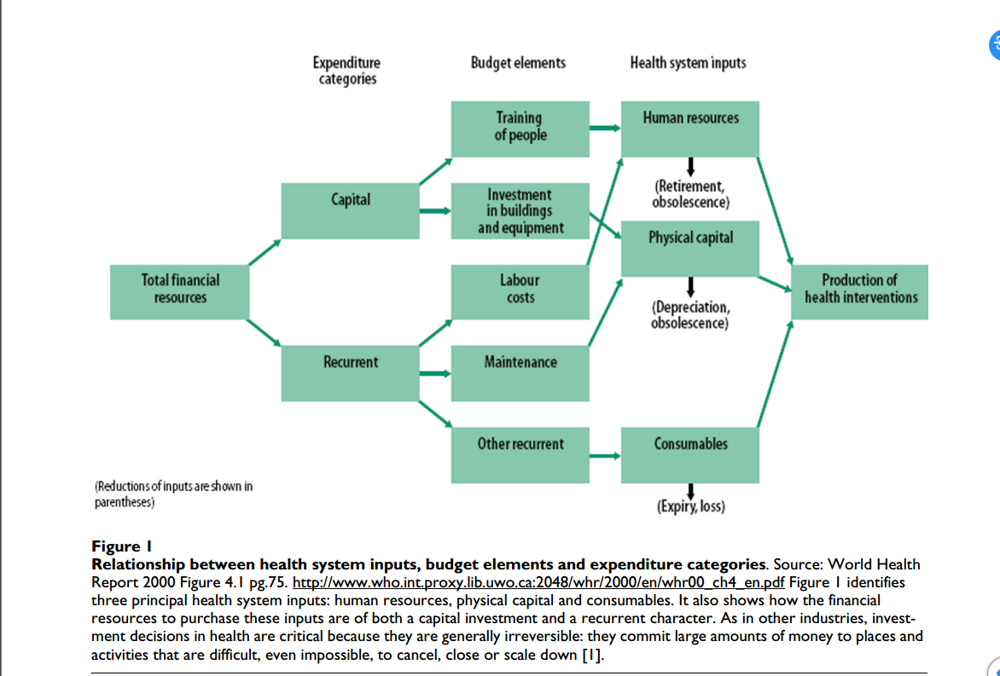 Expenditure
categories
Budget elements
Health system inputs
Training
of people
Human resources
(Retirement,
obsolescence)
Capital
Investment
in buildings
and equipment
Physical capital
(Depreciation,
obsolescence)
Total financial
resources
Labour
costs
Production of
health interventions
Recurrent
Maintenance
Other recurrent
Consumables
(Expiry, loss)
(Reductions of inputs are shown in
parentheses)
Figure 1
Relationship between health system inputs, budget elements and expenditure categories. Source: World Health
Report 2000 Figure 4.1 pg.75. http://www.who.int.proxy.lib.uwo.ca:2048/whr/2000/en/whr00_ch4_en.pdf Figure 1 identifies
three principal health system inputs: human resources, physical capital and consumables. It also shows how the financial
resources to purchase these inputs are of both a capital investment and a recurrent character. As in other industries, invest-
ment decisions in health are critical because they are generally irreversible: they commit large amounts of money to places and
activities that are difficult, even impossible, to cancel, close or scale down [1].